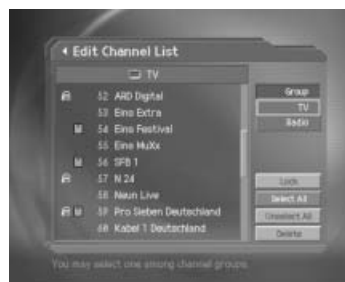 Edit Channel List
TV
52 ARD Digital
53 Eins Extra
54 Eins Festival
55 Eins MuXx
56 SFB 1
57 N 24
58 Neun Live
59 Pro Sieben Deutschland
60 Kabel 1 Deutschland
Group
TV
Radio
Lock
Select All
Unselect All
Delete
You may select one among channel groups.